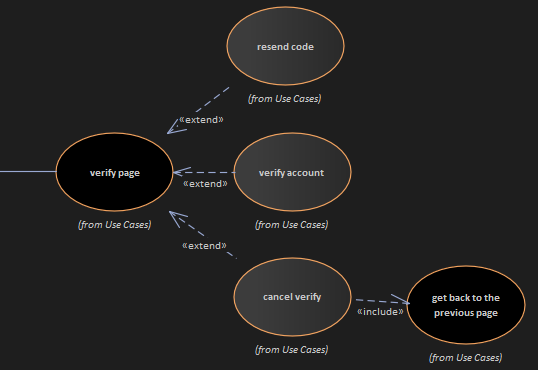 resend code
(from Use Cases)
«extend»
verify page
(from Use Cases)
«extend»
verify account
(from Use Cases)
«extend»
cancel verify
(from Use Cases)
«include»
get back to the
previous page
(from Use Cases)